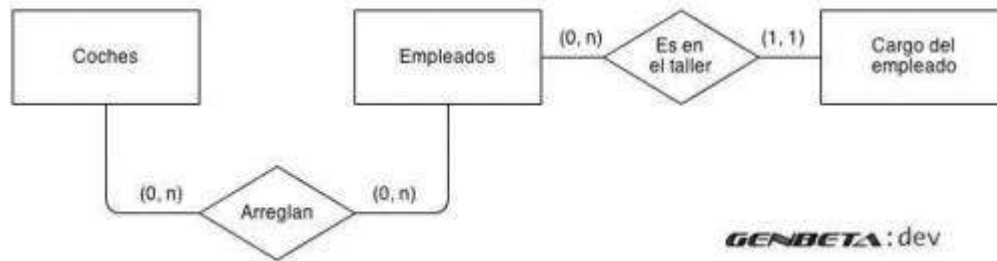 Coches
Empleados
(0, n)
Es en
el taller
(1, 1)
Cargo del
empleado
(0, n)
Arreglan
(0, n)
GENBETA:dev